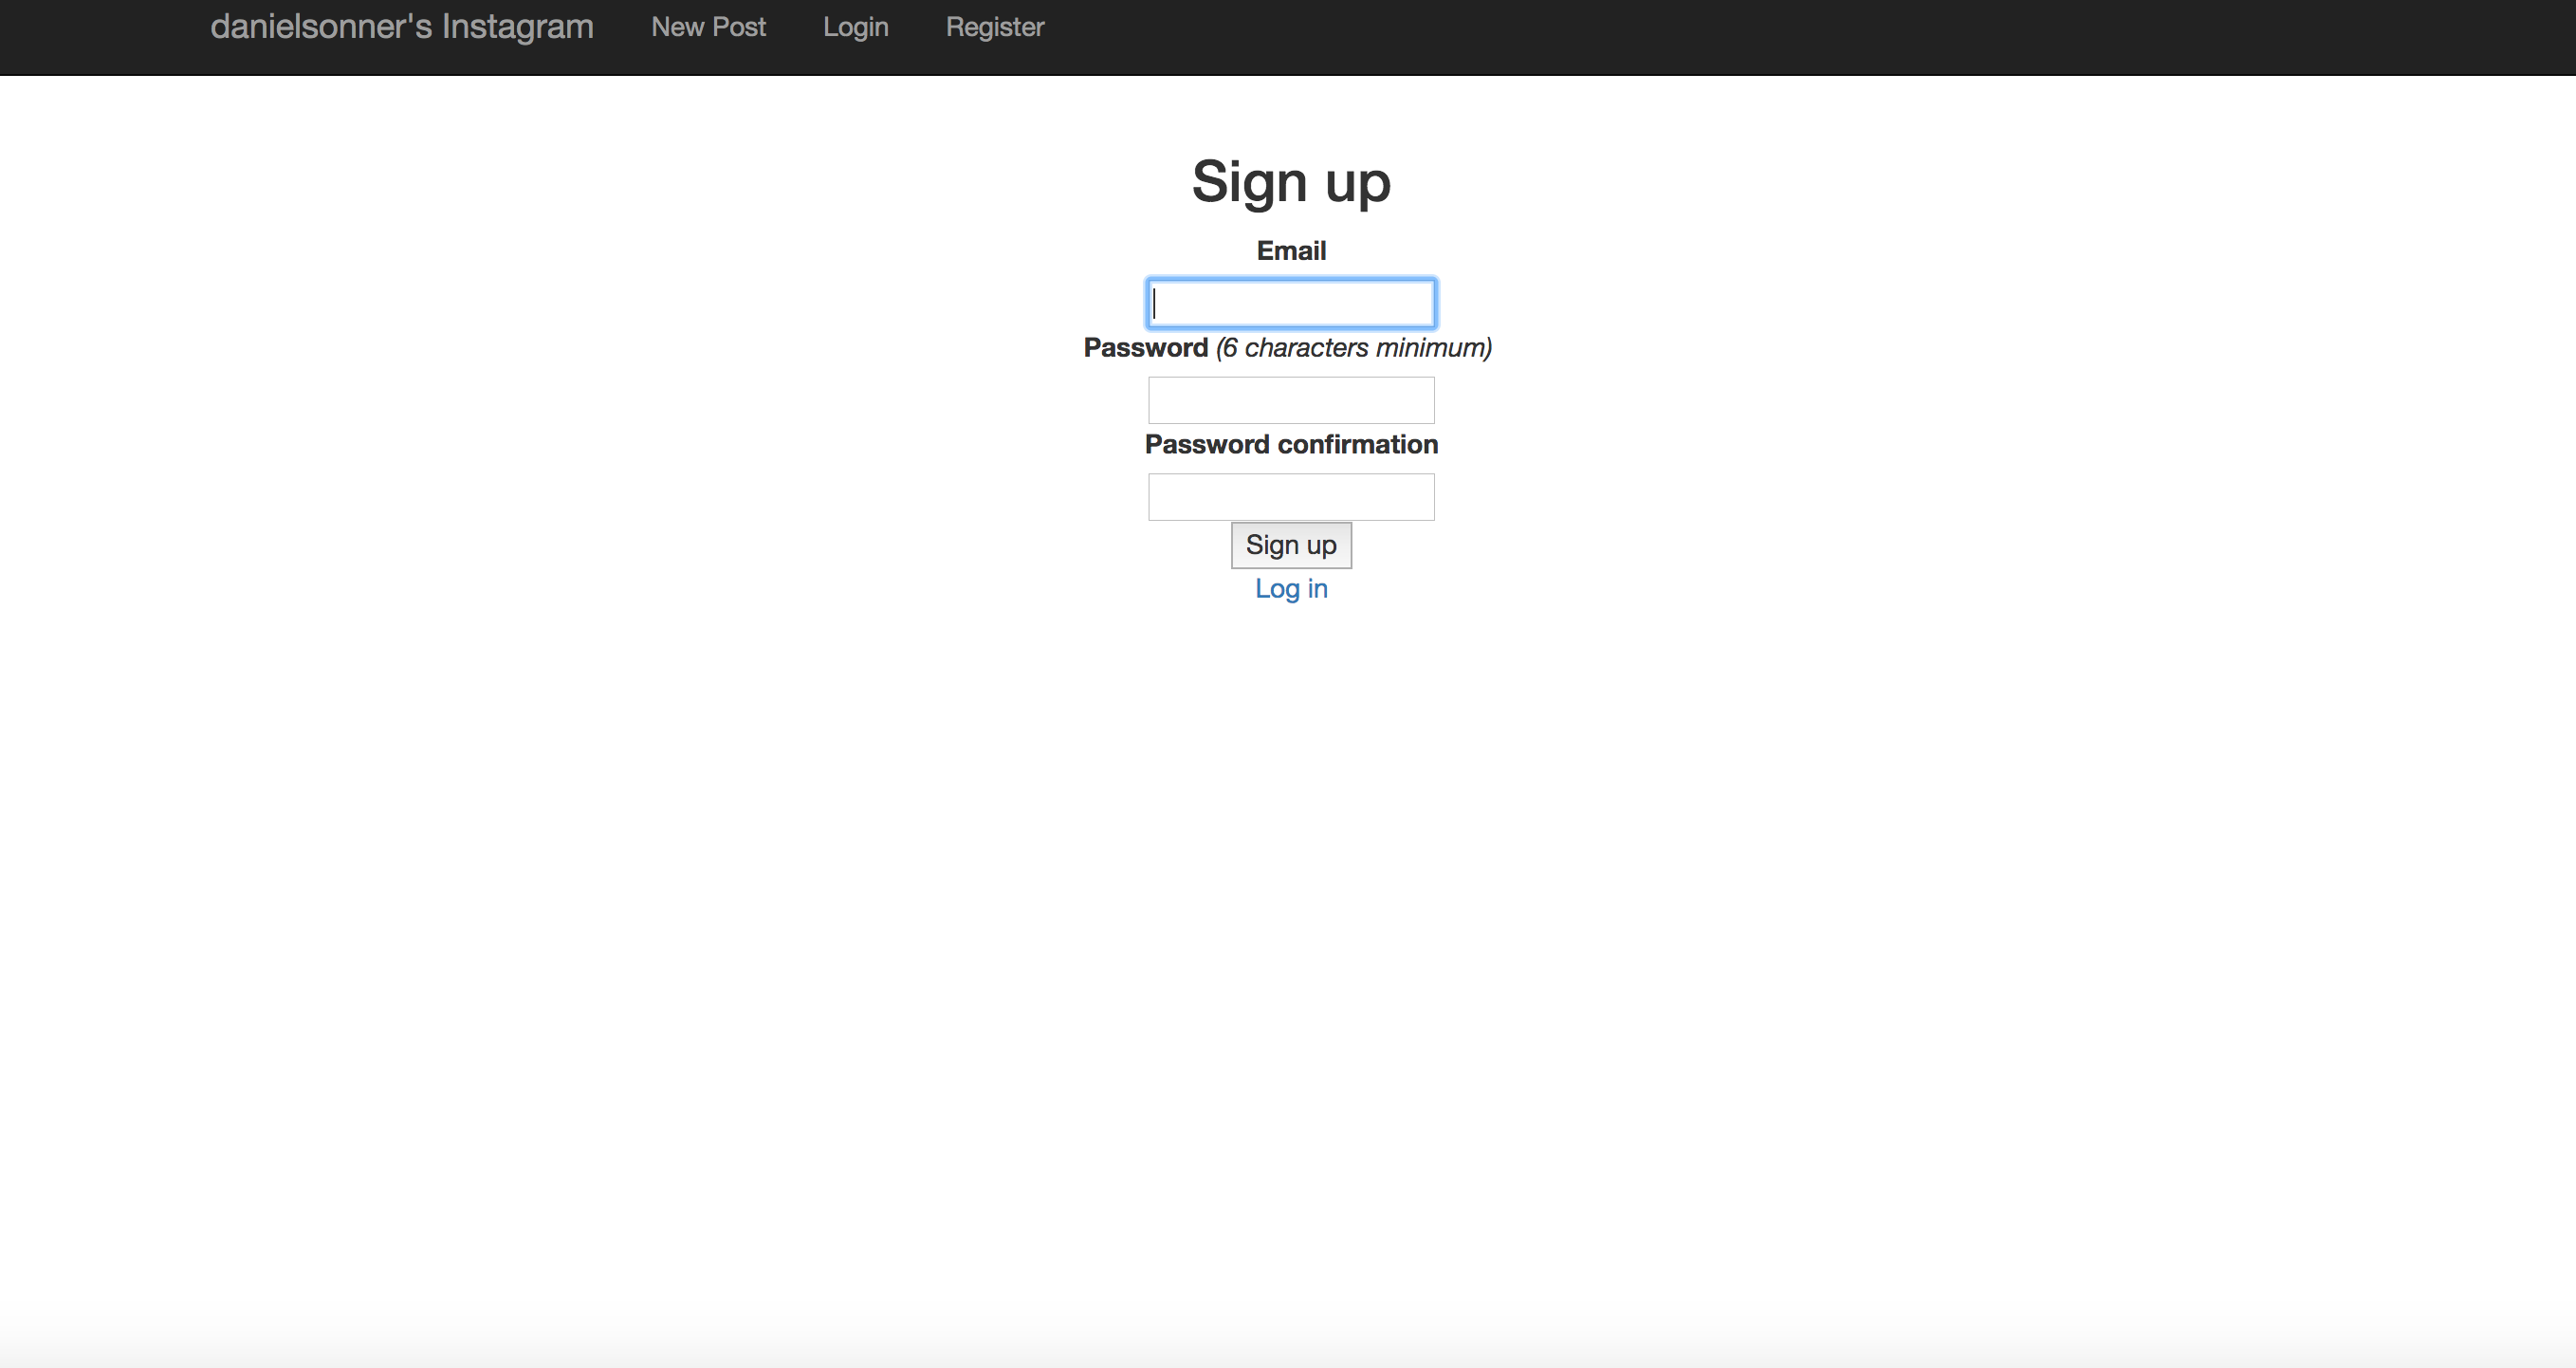 danielsonner's Instagram New Post Login Register
Sign up
Email
Password (6 characters minimum)
Password confirmation
Sign up
Log in